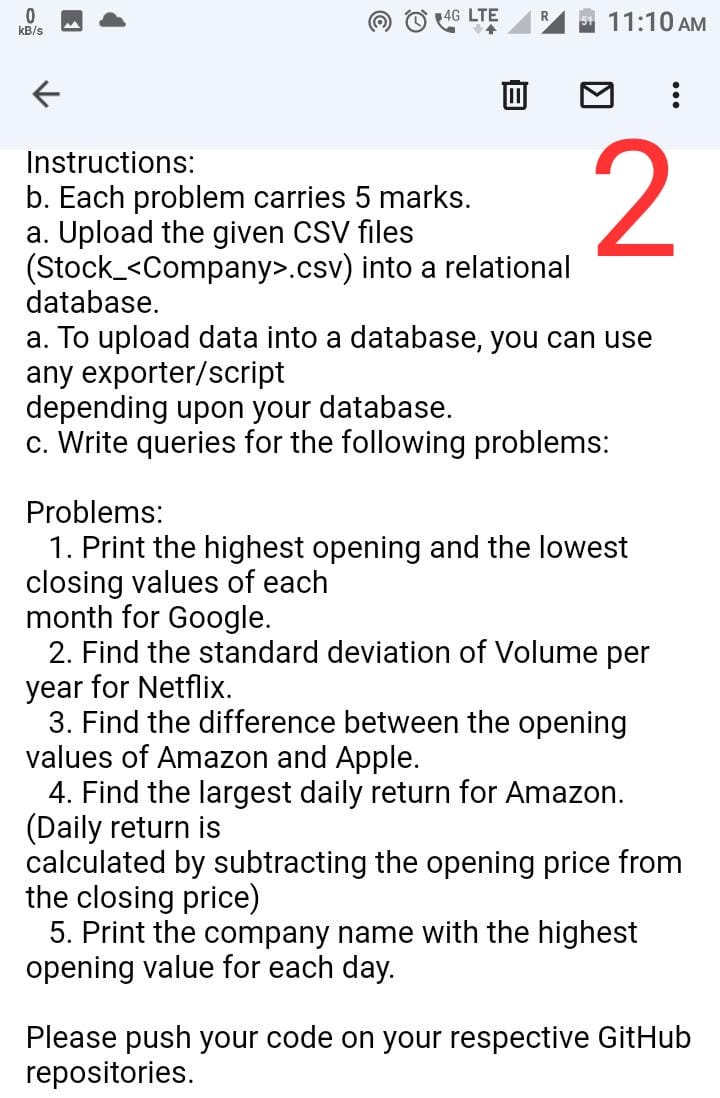 0
kB/s
4G LTE
R
51
11:10 AM
2
Instructions:
b. Each problem carries 5 marks.
a. Upload the given CSV files
(Stock_<Company>.csv) into a relational
database.
a. To upload data into a database, you can use
any exporter/script
depending upon your database.
c. Write queries for the following problems:
Problems:
1. Print the highest opening and the lowest
closing values of each
month for Google.
2. Find the standard deviation of Volume per
year for Netflix.
3. Find the difference between the opening
values of Amazon and Apple.
4. Find the largest daily return for Amazon.
(Daily return is
calculated by subtracting the opening price from
the closing price)
5. Print the company name with the highest
opening value for each day.
Please push your code on your respective GitHub
repositories.